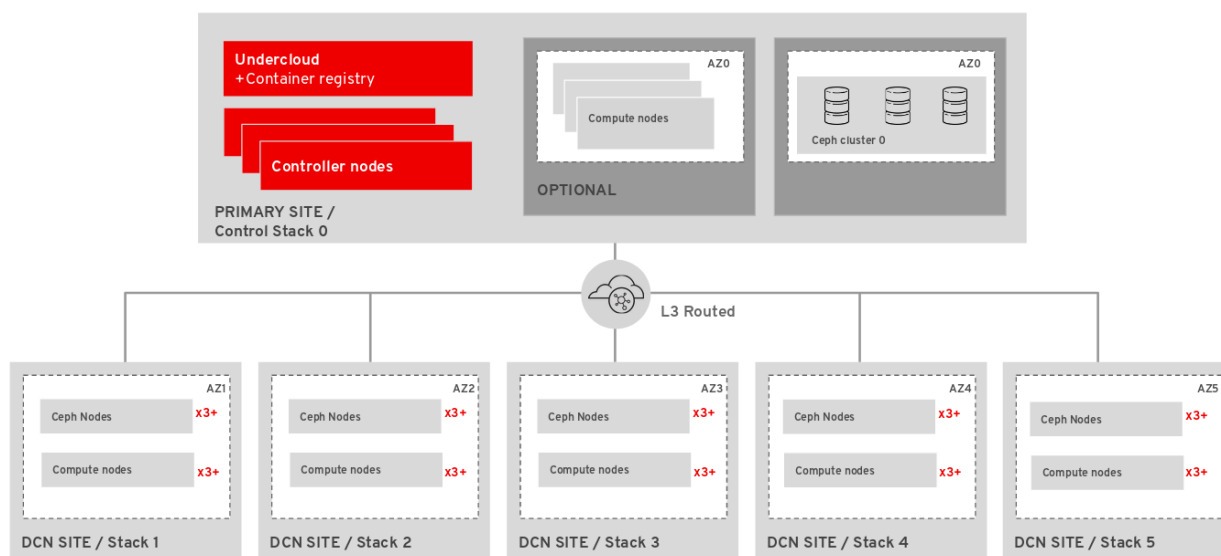 Undercloud
+Container registry
Controller nodes
PRIMARY SITE /
Control Stack 0
AZ0
Compute nodes
OPTIONAL
AZ0
Ceph cluster 0
L3 Routed
AZ1
Ceph Nodes
x3+
Compute nodes
x3+
DCN SITE / Stack 1
AZ2
Ceph Nodes
x3+
Compute nodes
x3+
DCN SITE / Stack 2
AZ3
Ceph Nodes
x3+
Compute nodes
x3+
DCN SITE / Stack 3
AZ4
Ceph Nodes
x3+
Compute nodes
x3+
DCN SITE / Stack 4
AZ5
Ceph Nodes
x3+
Compute nodes
x3+
DCN SITE / Stack 5